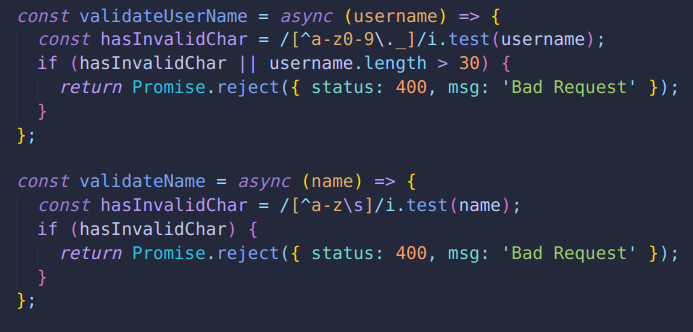 const validateUserName = async (username) => {
  const hasInvalidChar = /[^a-z0-9\._]/i.test(username);
  if (hasInvalidChar || username.length > 30) {
    return Promise.reject({ status: 400, msg: 'Bad Request' });
  }
};

const validateName = async (name) => {
  const hasInvalidChar = /[^a-z\s]/i.test(name);
  if (hasInvalidChar) {
    return Promise.reject({ status: 400, msg: 'Bad Request' });
  }
};